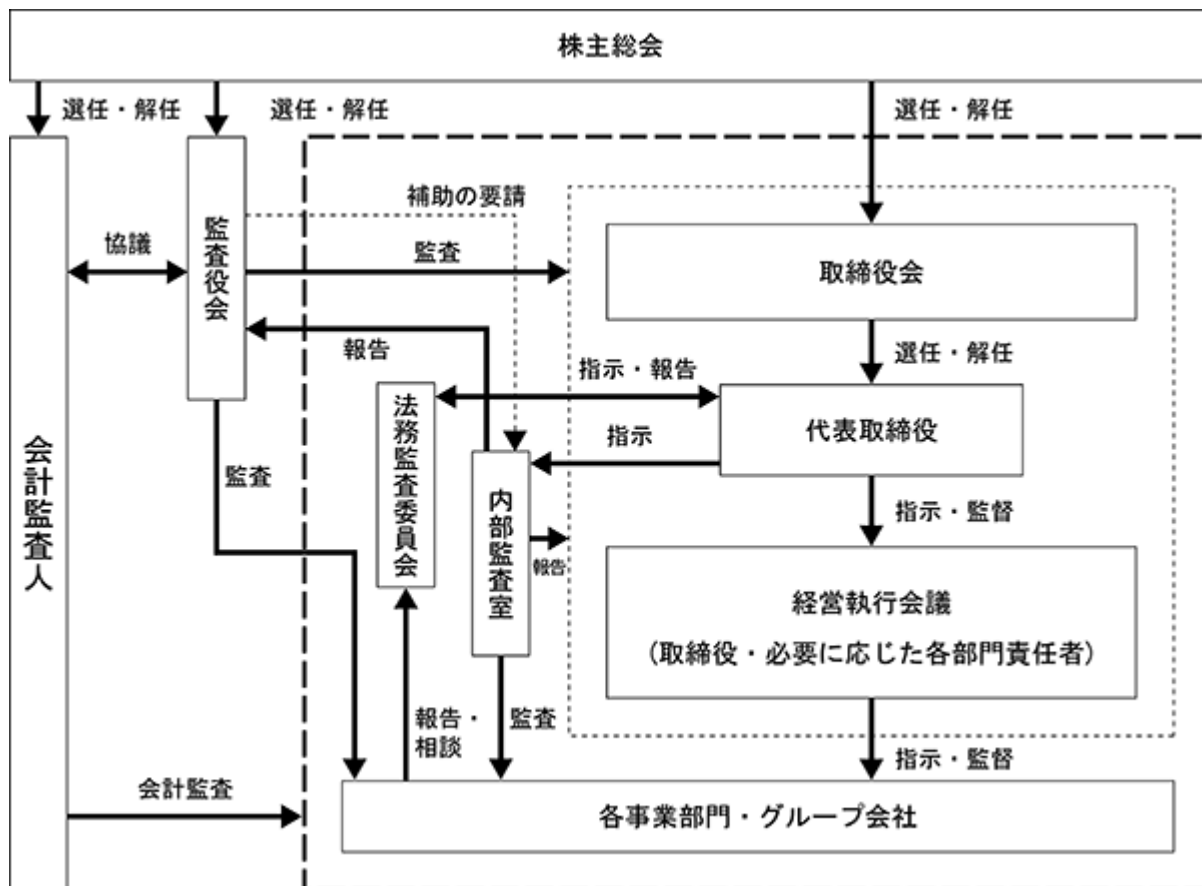 株主総会
選任・解任
選任・解任
選任・解任
補助の要請
監査役会
協議
監査
取締役会
報告
選任・解任
指示・報告
法務監査委員会
代表取締役
指示
会計監査人
監査
内部監査室
指示・監督
報告
経営執行会議
（取締役・必要に応じた各部門責任者）
報告・
相談
監査
指示・監督
会計監査
各事業部門・グループ会社